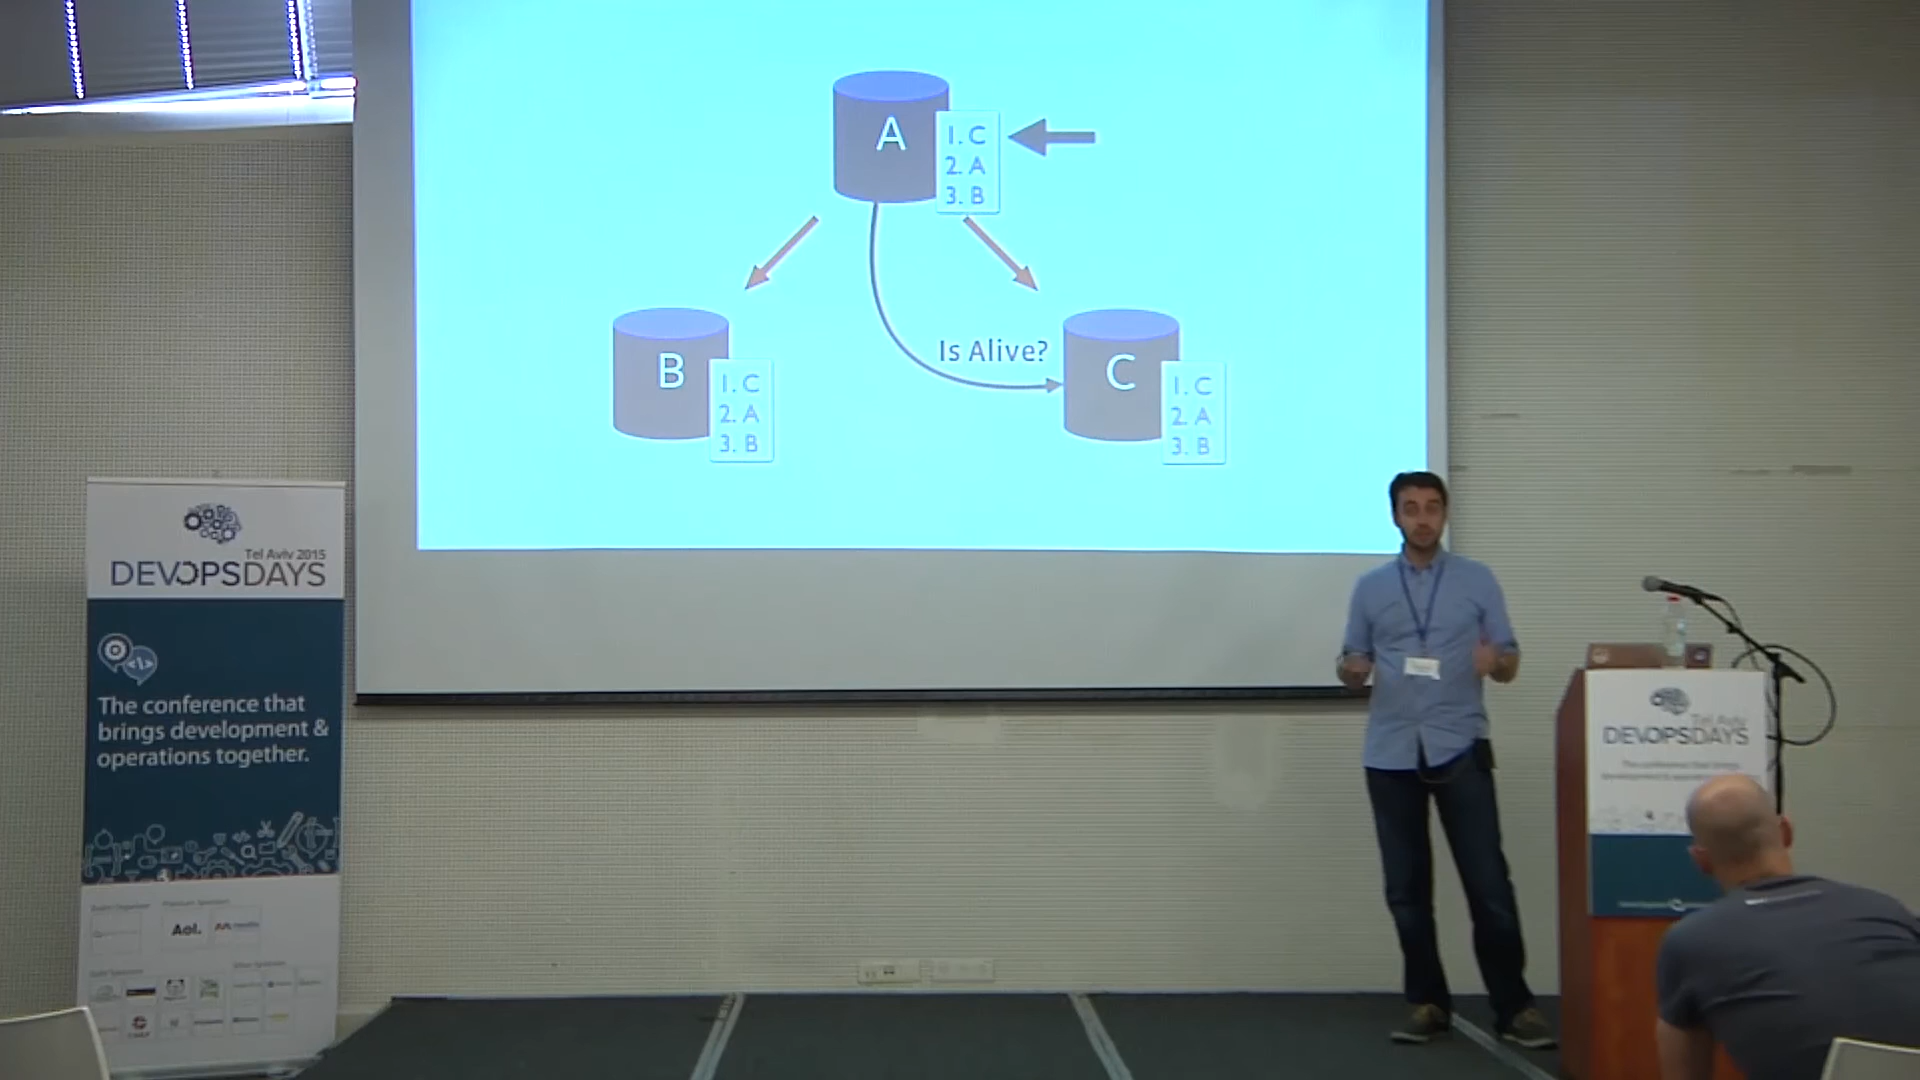 A
1. C
2. A
3. B
Is Alive?
B
1. C
2. A
3. B
C
1. C
2. A
3. B
Tel Aviv 2015
DEVOPSDAYS
The conference that
brings development &
operations together.
Aol.
Tel Aviv
DEVOPSDAYS